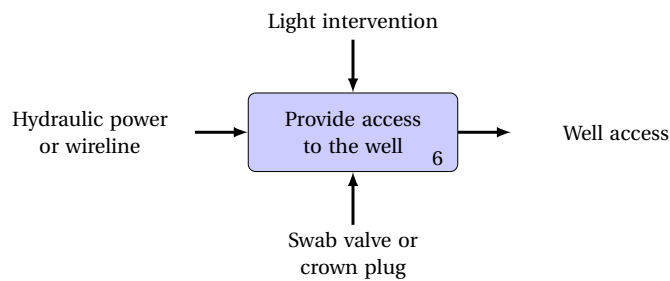 Light intervention
Hydraulic power
or wireline
Provide access
to the well
6
Well access
Swab valve or
crown plug